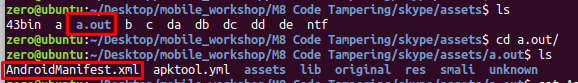 zero@ubuntu:~/Desktop/mobile_workshop/M8 Code Tampering/skype/assets$ ls
43bin a a.out b c da db dc dd de ntf
zero@ubuntu:~/Desktop/mobile_workshop/M8 Code Tampering/skype/assets$ cd a.out/
zero@ubuntu:~/Desktop/mobile_workshop/M8 Code Tampering/skype/assets/a.out$ ls
AndroidManifest.xml apktool.yml assets lib original res smali unknown